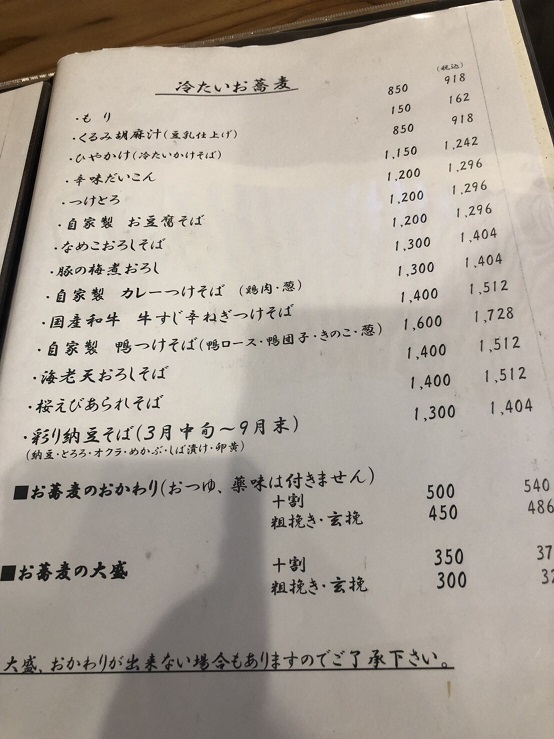 冷たいお蕎麦
(税込)
・もり 850 918
・くるみ胡麻汁(豆乳仕上げ) 150 162
・ひやかけ(冷たいかけそば) 850 918
・辛味だいこん 1,150 1,242
・つけとろ 1,200 1,296
・自家製 お豆腐そば 1,200 1,296
・なめこおろしそば 1,200 1,296
・豚の梅煮おろし 1,300 1,404
・自家製 カレーつけそば (鶏肉・葱) 1,300 1,404
・国産和牛 牛すじ辛ねぎつけそば 1,400 1,512
・自家製 鴨つけそば(鴨ロース・鴨団子・きのこ・葱) 1,600 1,728
・海老天おろしそば 1,400 1,512
・桜えびあられそば 1,400 1,512
・彩り納豆そば(3月中旬～9月末) 1,300 1,404
(納豆・とろろ・オクラ・めかぶ・しば漬け・卵黄)
■お蕎麦のおかわり(おつゆ、薬味は付きません)
十割 500 540
粗挽き・玄挽 450 486
■お蕎麦の大盛 十割 350 37
粗挽き・玄挽 300 32
大盛、おかわりが出来ない場合もありますのでご了承下さい。